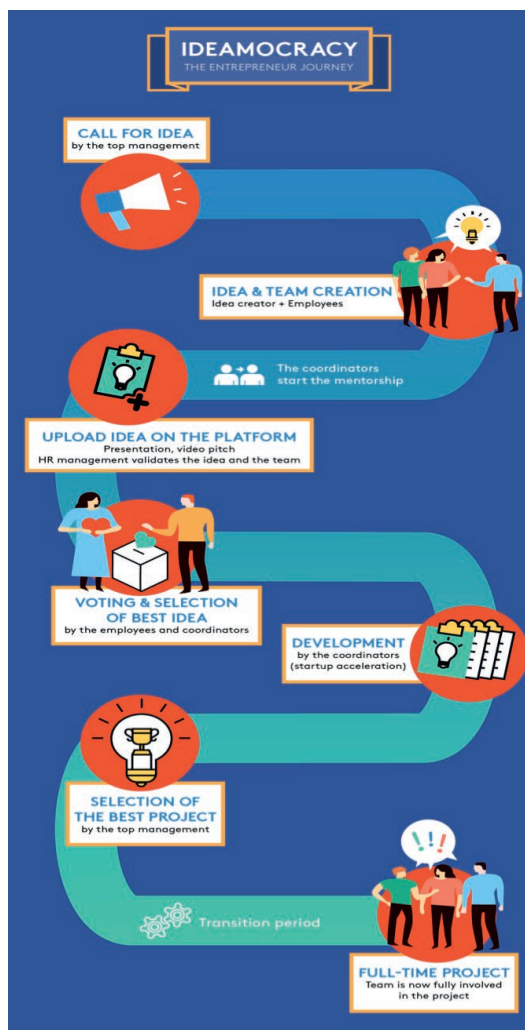 IDEAMOCRACY
THE ENTREPRENEUR JOURNEY
CALL FOR IDEA
by the top management
IDEA & TEAM CREATION
Idea creator + Employees
The coordinators
start the mentorship
UPLOAD IDEA ON THE PLATFORM
Presentation, video pitch
HR management validates the idea and the team
VOTING & SELECTION
OF BEST IDEA
by the employees and coordinators
DEVELOPMENT
by the coordinators
(startup acceleration)
SELECTION OF
THE BEST PROJECT
by the top management
!!!
Transition period
FULL-TIME PROJECT
Team is now fully involved
in the project